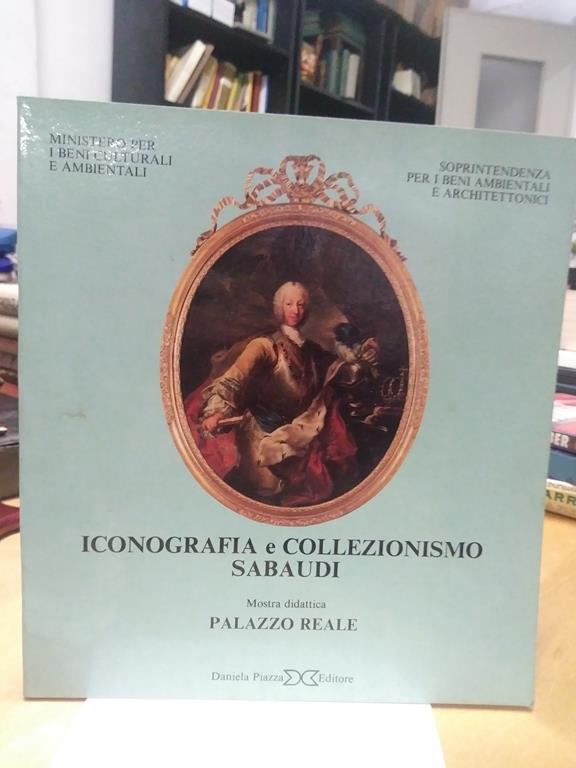 MINISTERO PER
I BENI CULTURALI
E AMBIENTALI
SOPRINTENDENZA
PER I BENI AMBIENTALI
E ARCHITETTONICI
ICONOGRAFIA e COLLEZIONISMO
SABAUDI
Mostra didattica
PALAZZO REALE
Daniela Piazza Editore